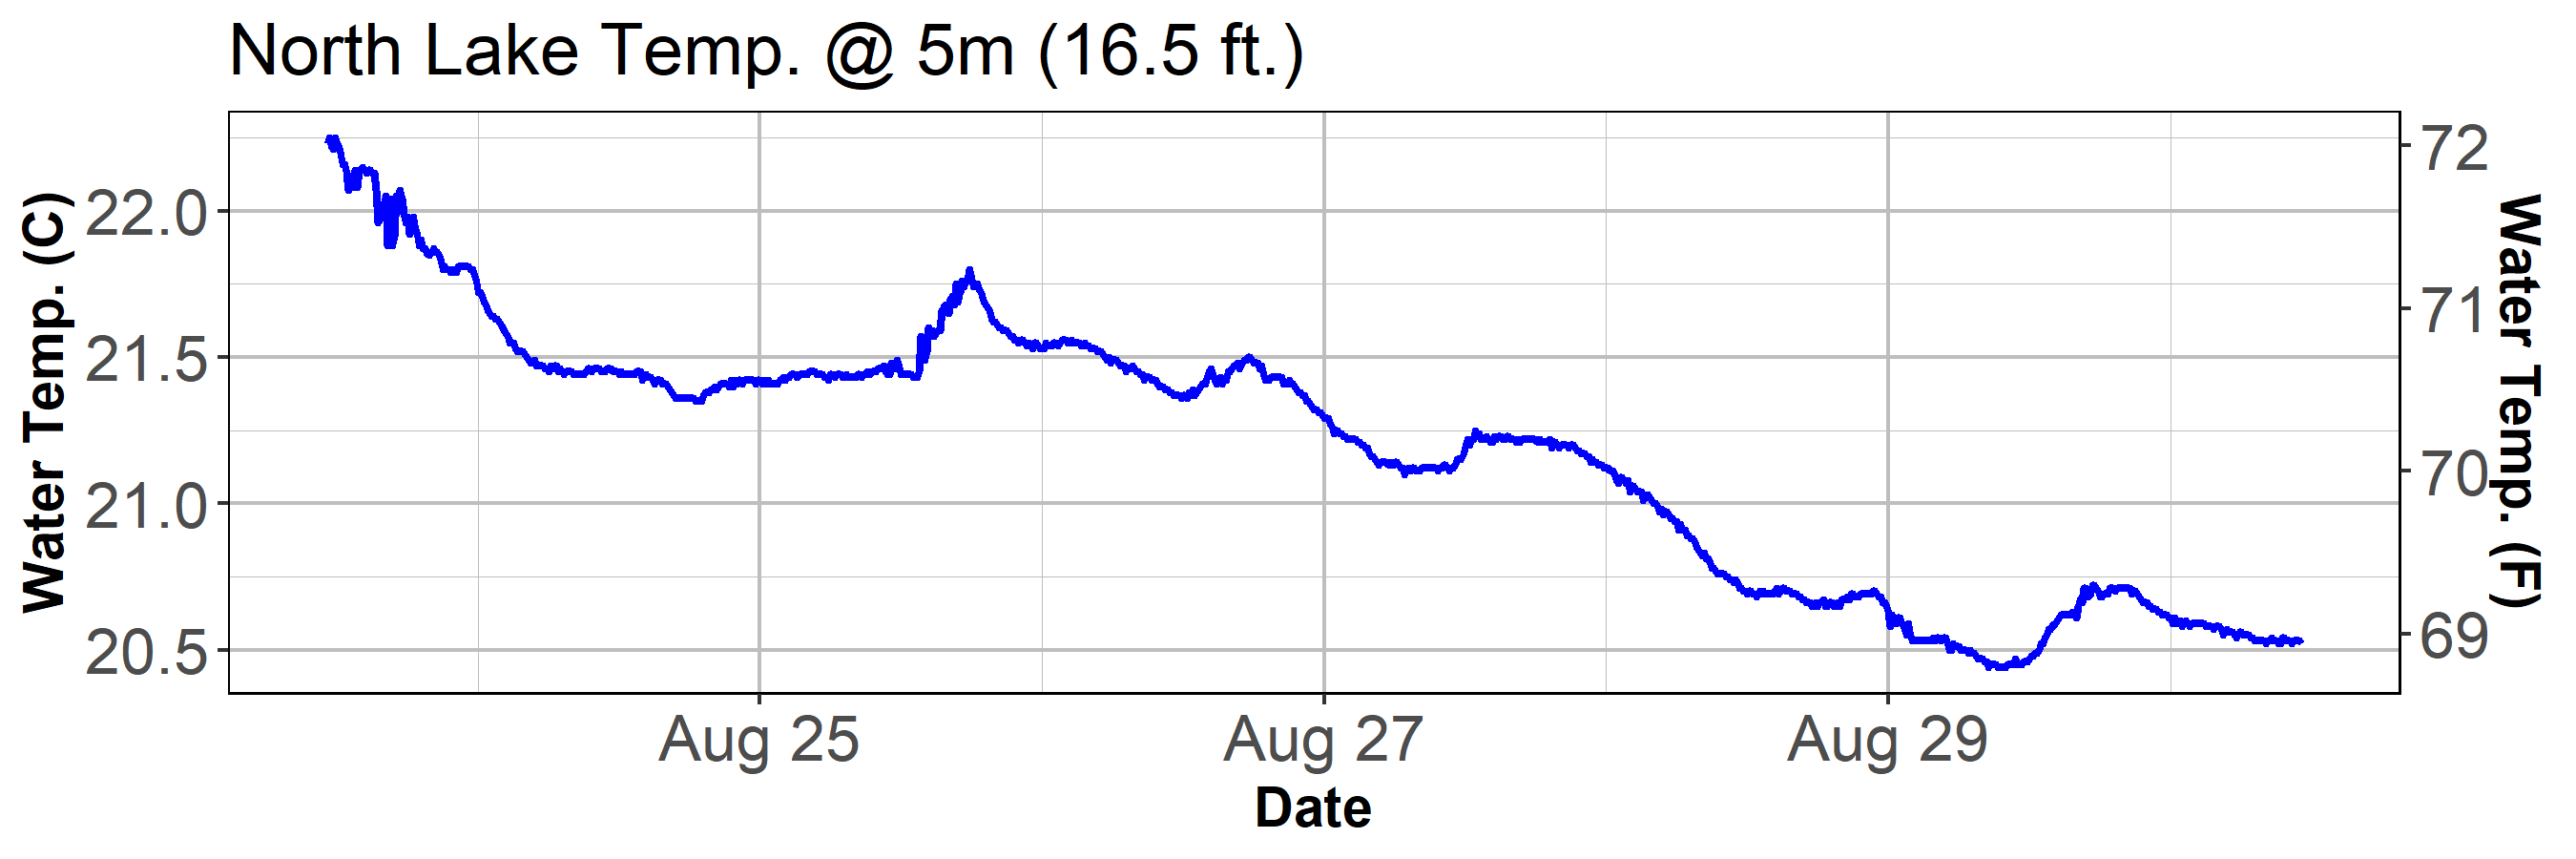 North Lake Temp. @ 5m (16.5 ft.)
Water Temp. (C)
22.0
21.5
21.0
20.5
72
71
70
69
Water Temp. (F)
Aug 25 Aug 27 Aug 29
Date